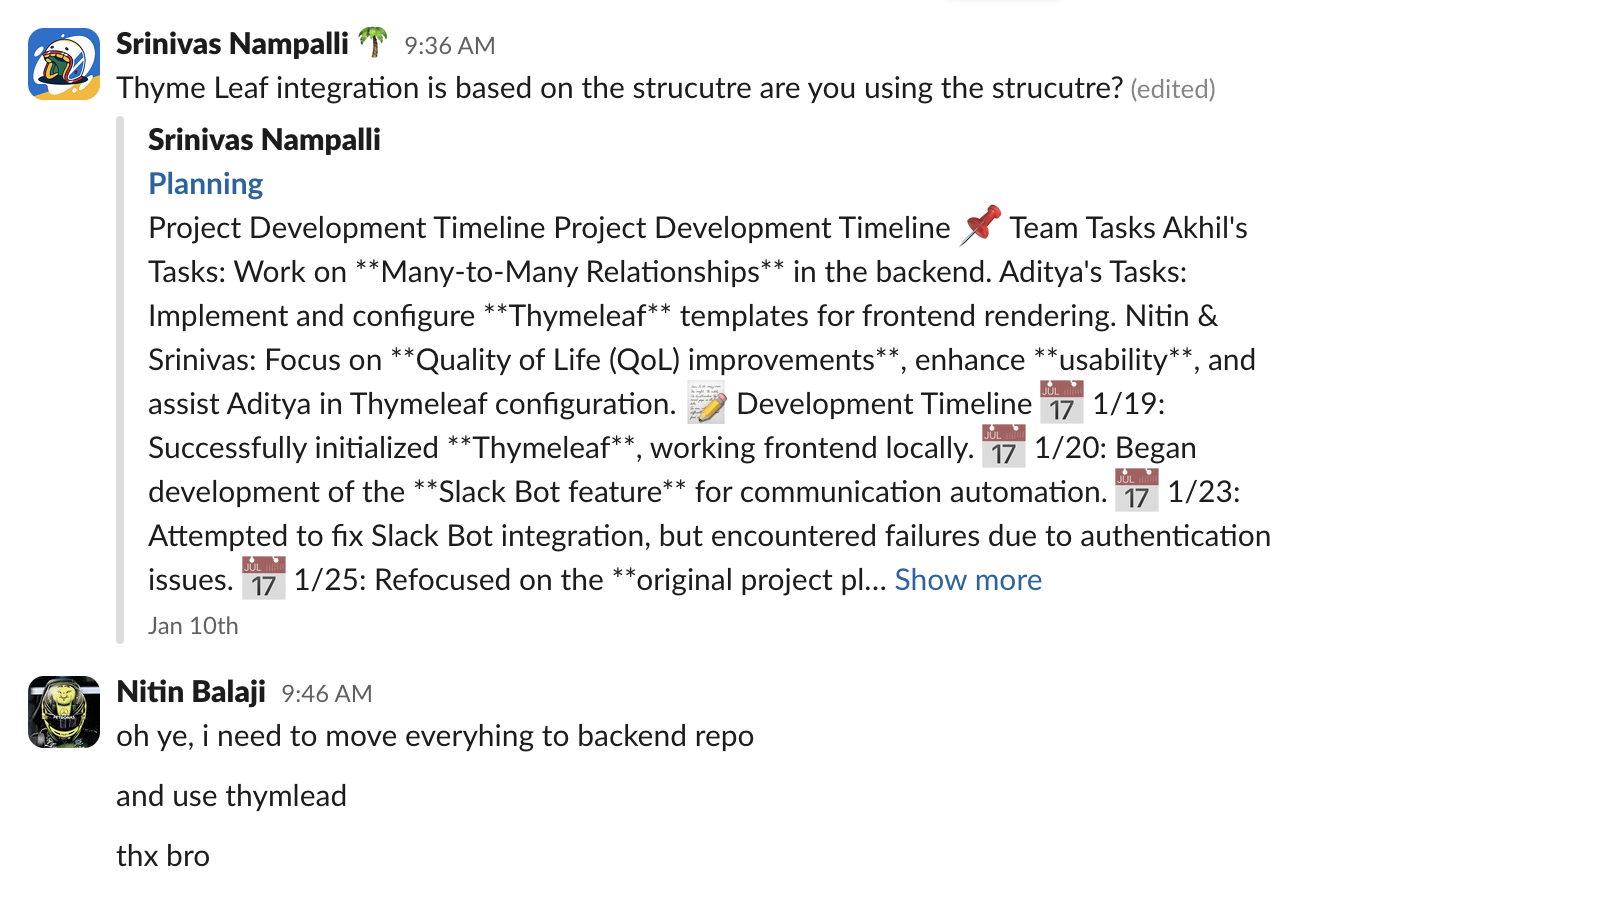 Srinivas Nampalli 🌴 9:36 AM
Thyme Leaf integration is based on the strucutre are you using the strucutre? (edited)
Srinivas Nampalli
Planning
Project Development Timeline Project Development Timeline 📌 Team Tasks Akhil's
Tasks: Work on **Many-to-Many Relationships** in the backend. Aditya's Tasks:
Implement and configure **Thymeleaf** templates for frontend rendering. Nitin &
Srinivas: Focus on **Quality of Life (QoL) improvements**, enhance **usability**, and
assist Aditya in Thymeleaf configuration. 📝 Development Timeline 📅 1/19:
Successfully initialized **Thymeleaf**, working frontend locally. 📅 1/20: Began
development of the **Slack Bot feature** for communication automation. 📅 1/23:
Attempted to fix Slack Bot integration, but encountered failures due to authentication
issues. 📅 1/25: Refocused on the **original project pl... Show more
Jan 10th
Nitin Balaji 9:46 AM
oh ye, i need to move everyhing to backend repo
and use thymlead
thx bro